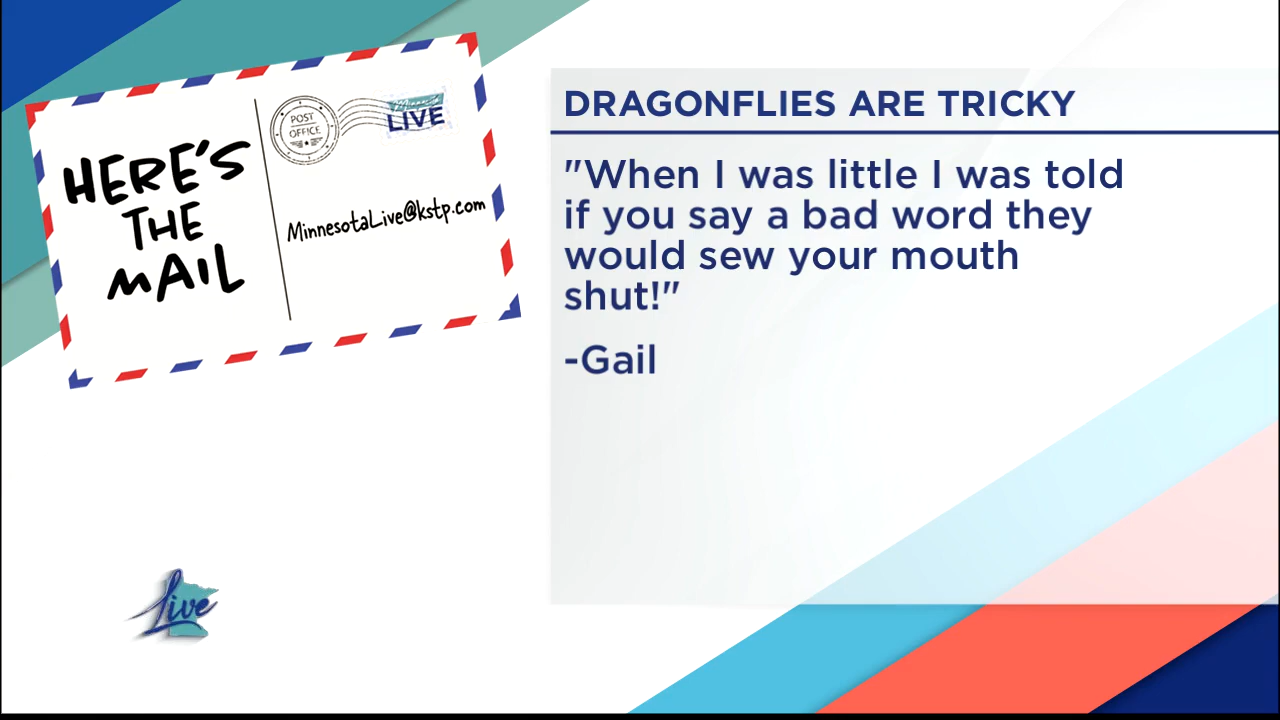 HERE'S
THE
MAIL
POST
OFFICE
Minnesota
LIVE
MinnesotaLive@kstp.com
DRAGONFLIES ARE TRICKY
"When I was little I was told
if you say a bad word they
would sew your mouth
shut!"
-Gail
Live